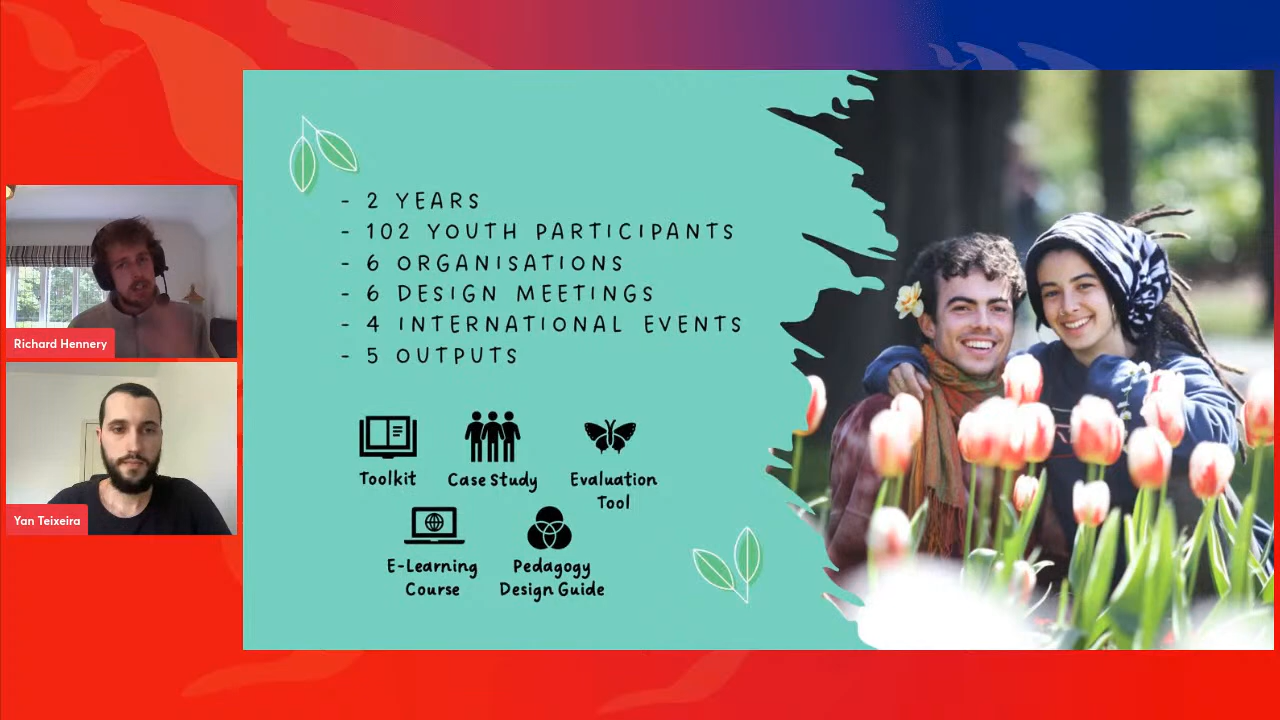 - 2 YEARS
- 102 YOUTH PARTICIPANTS
- 6 ORGANISATIONS
- 6 DESIGN MEETINGS
- 4 INTERNATIONAL EVENTS
- 5 OUTPUTS
Toolkit
Case Study
Evaluation
Tool
E-Learning
Course
Pedagogy
Design Guide
Richard Hennery
Yan Teixeira